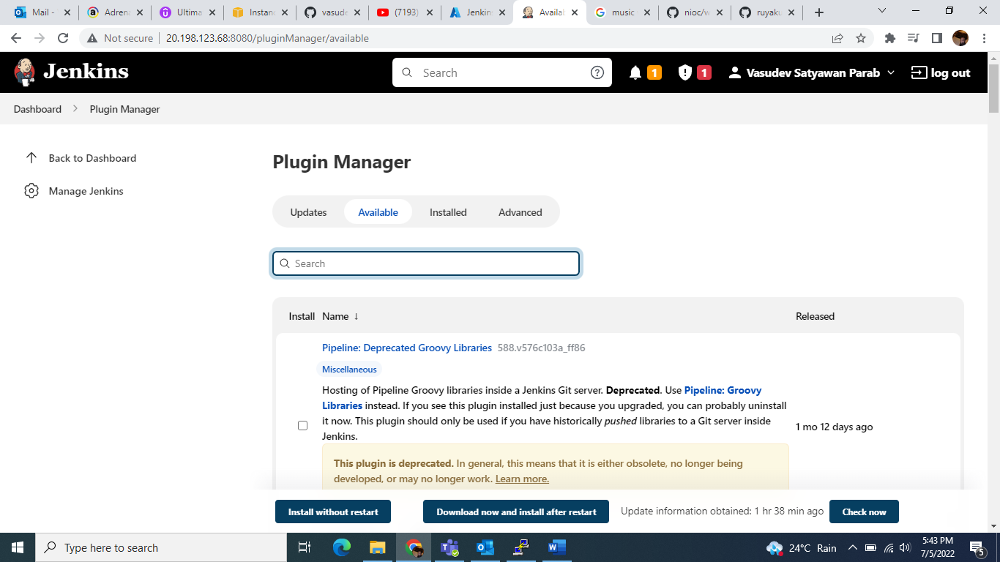 Mail -
Adrena
Ultima
Instanc
vasude
(7193)
Jenkin
Availab
music
nioc/w
ruyaku
Not secure
20.198.123.68:8080/pluginManager/available
Jenkins
Search
1
1
Vasudev Satyawan Parab
log out
Dashboard
Plugin Manager
Back to Dashboard
Manage Jenkins
Plugin Manager
Updates
Available
Installed
Advanced
Search
Install Name ↓ Released
Pipeline: Deprecated Groovy Libraries 588.v576c103a_ff86
Miscellaneous
Hosting of Pipeline Groovy libraries inside a Jenkins Git server. Deprecated. Use Pipeline: Groovy
Libraries instead. If you see this plugin installed just because you upgraded, you can probably uninstall
it now. This plugin should only be used if you have historically pushed libraries to a Git server inside
Jenkins.
1 mo 12 days ago
This plugin is deprecated. In general, this means that it is either obsolete, no longer being
developed, or may no longer work. Learn more.
Install without restart
Download now and install after restart
Update information obtained: 1 hr 38 min ago
Check now
Type here to search
24°C Rain
5:43 PM
7/5/2022
5